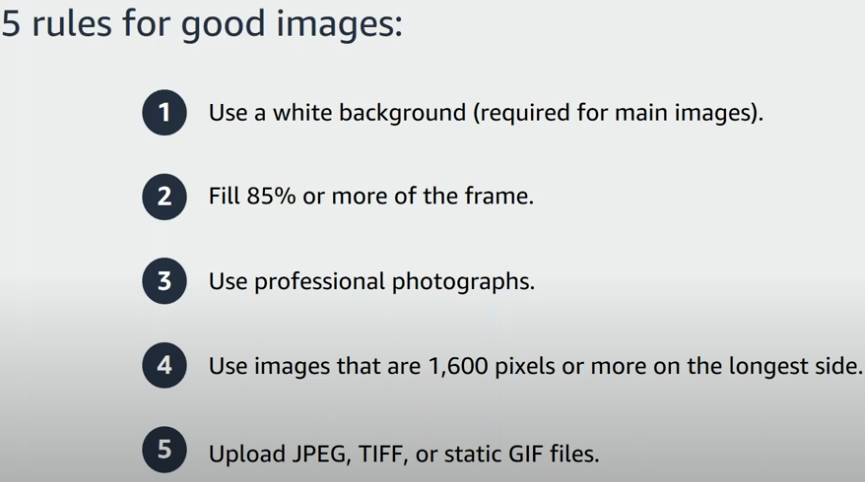 5 rules for good images:
1 Use a white background (required for main images).
2 Fill 85% or more of the frame.
3 Use professional photographs.
4 Use images that are 1,600 pixels or more on the longest side.
5 Upload JPEG, TIFF, or static GIF files.